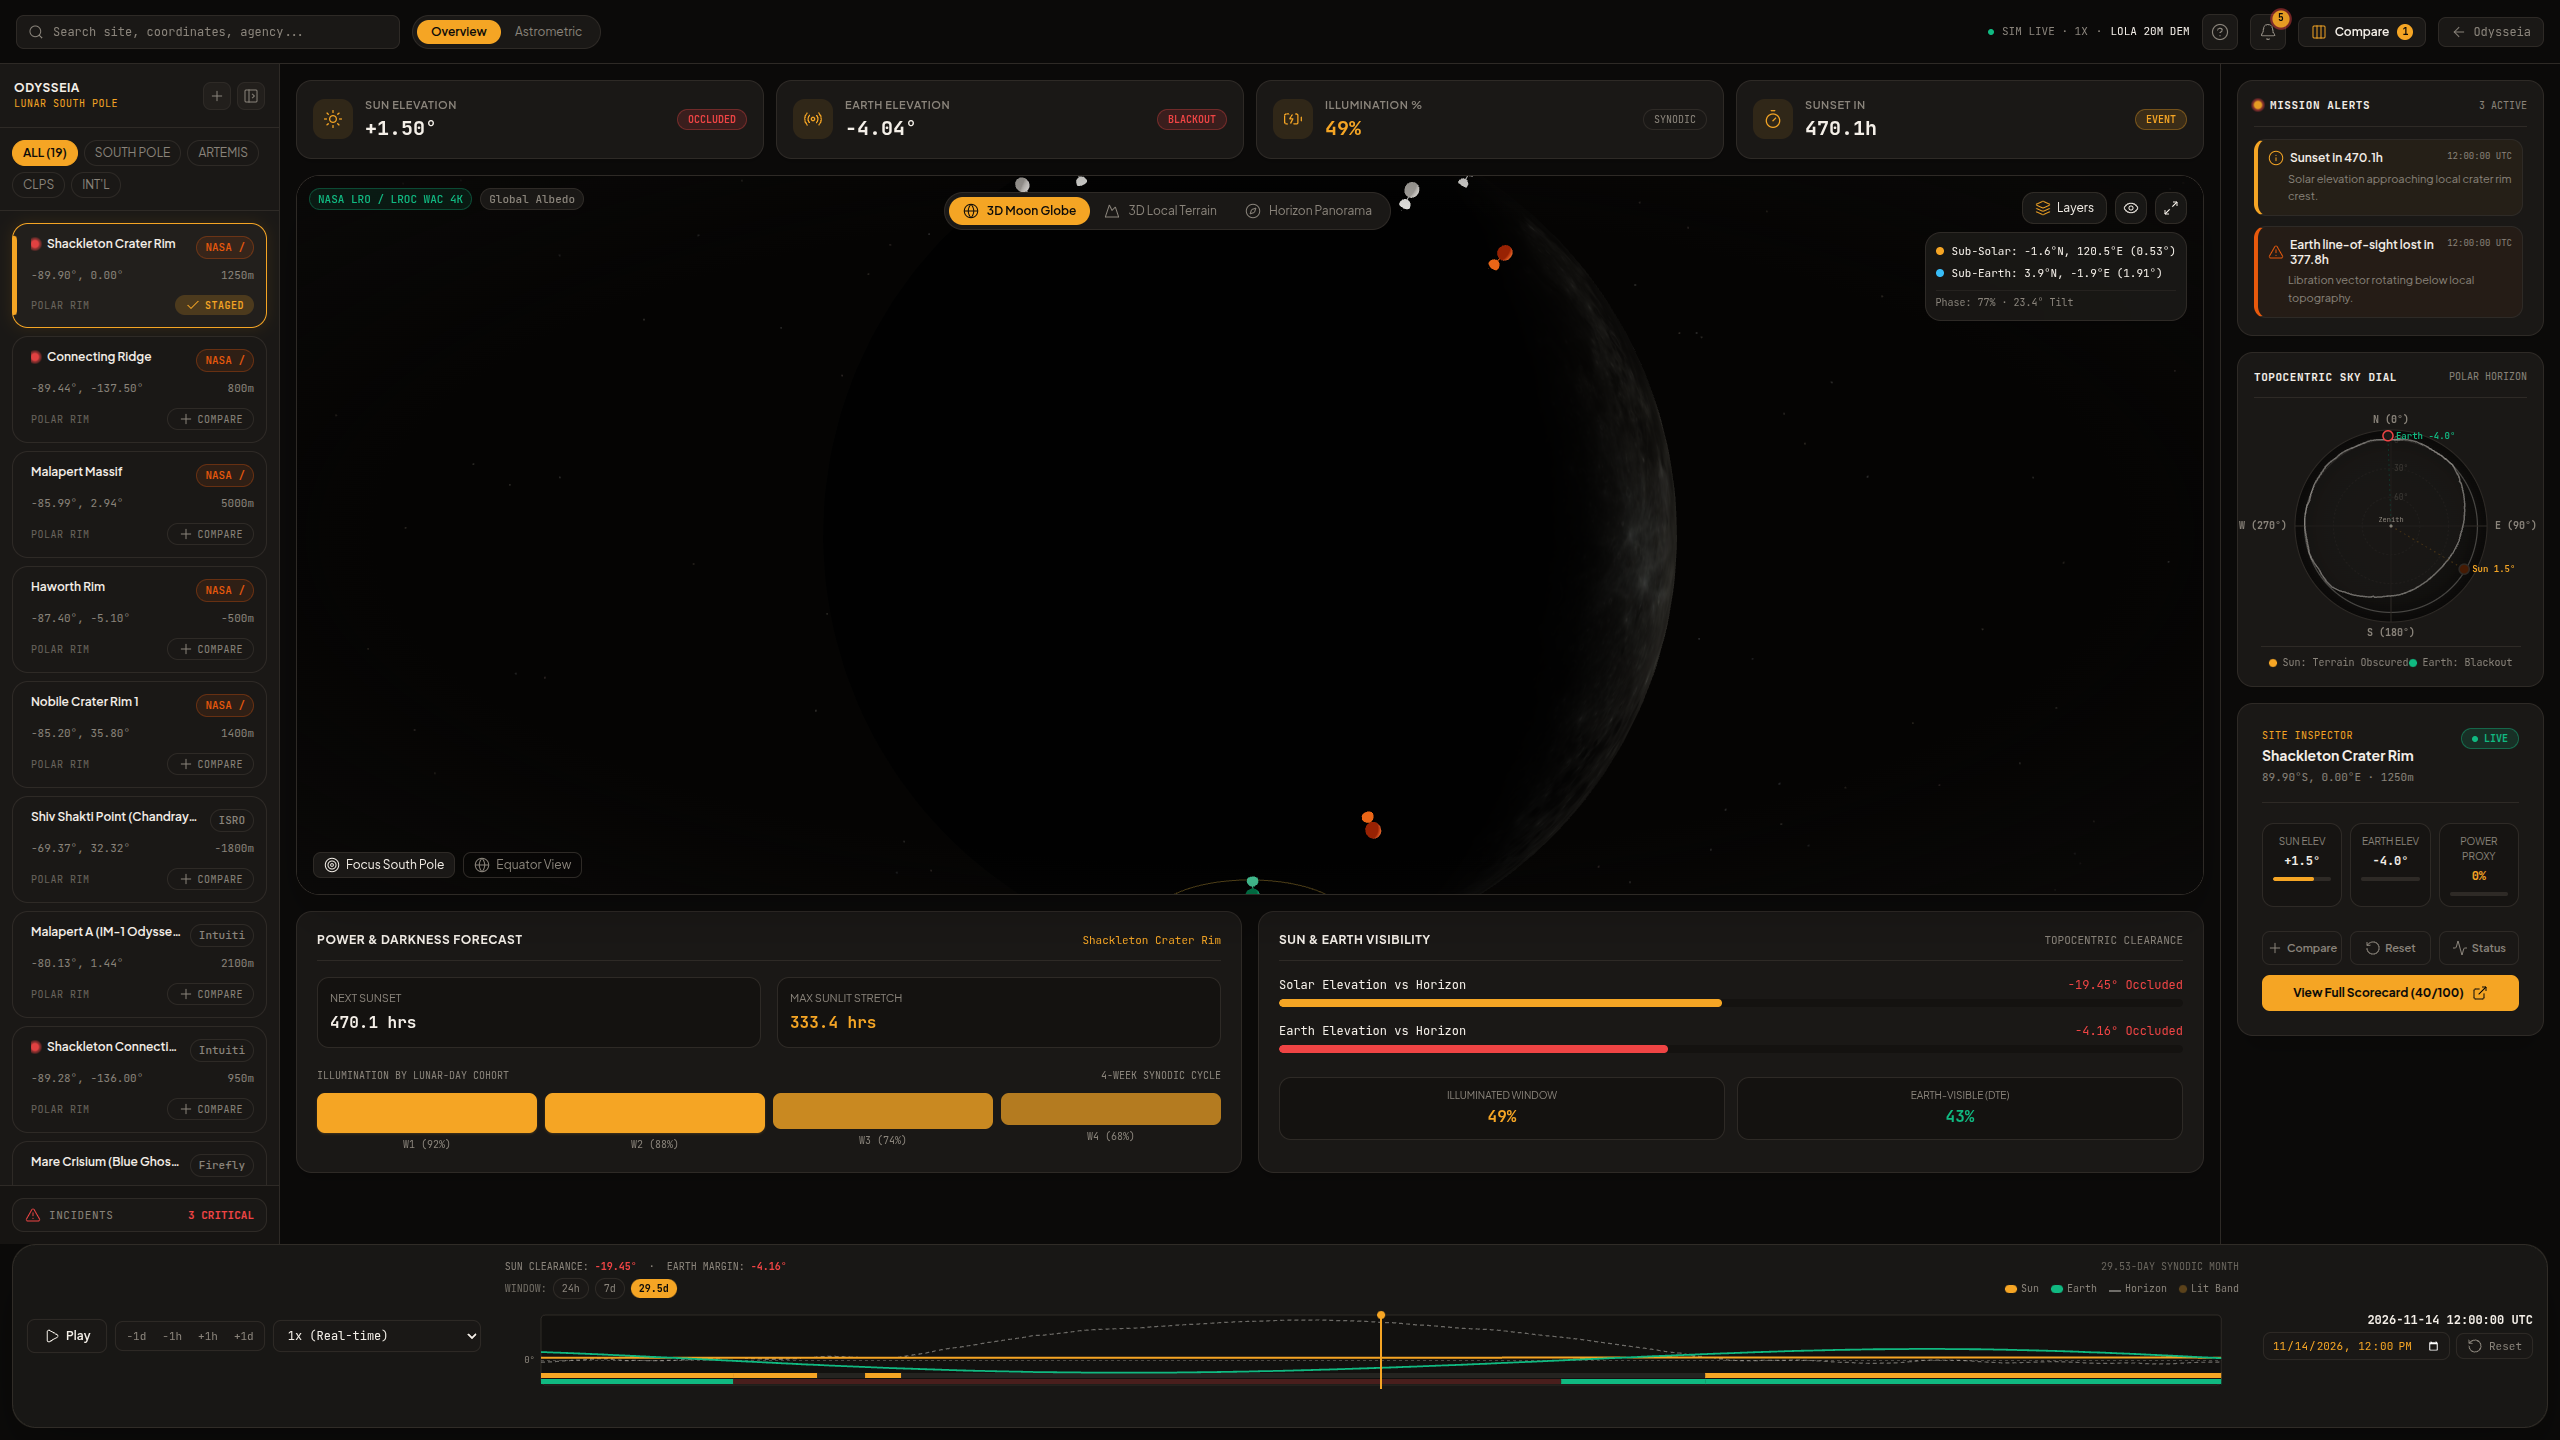 Search site, coordinates, agency...
Overview
Astrometric
SIM LIVE · 1X · LOLA 20M DEM
5
Compare 1
Odysseia
ODYSSEIA
LUNAR SOUTH POLE
ALL (19)
SOUTH POLE
ARTEMIS
CLPS
INT'L
Shackleton Crater Rim
NASA /
-89.90°, 0.00°
1250m
POLAR RIM
STAGED
Connecting Ridge
NASA /
-89.44°, -137.50°
800m
POLAR RIM
COMPARE
Malapert Massif
NASA /
-85.99°, 2.94°
5000m
POLAR RIM
COMPARE
Haworth Rim
NASA /
-87.40°, -5.10°
-500m
POLAR RIM
COMPARE
Nobile Crater Rim 1
NASA /
-85.20°, 35.80°
1400m
POLAR RIM
COMPARE
Shiv Shakti Point (Chandray...
ISRO
-69.37°, 32.32°
-1800m
POLAR RIM
COMPARE
Malapert A (IM-1 Odysse...
Intuiti
-80.13°, 1.44°
2100m
POLAR RIM
COMPARE
Shackleton Connecti...
Intuiti
-89.28°, -136.00°
950m
POLAR RIM
COMPARE
Mare Crisium (Blue Ghos...
Firefly
INCIDENTS
3 CRITICAL
SUN ELEVATION
+1.50°
OCCLUDED
EARTH ELEVATION
-4.04°
BLACKOUT
ILLUMINATION %
49%
SYNODIC
SUNSET IN
470.1h
EVENT
NASA LRO / LROC WAC 4K
Global Albedo
3D Moon Globe
3D Local Terrain
Horizon Panorama
Layers
Sub-Solar: -1.6°N, 120.5°E (0.53°)
Sub-Earth: 3.9°N, -1.9°E (1.91°)
Phase: 77% · 23.4° Tilt
Focus South Pole
Equator View
POWER & DARKNESS FORECAST
Shackleton Crater Rim
NEXT SUNSET
470.1 hrs
MAX SUNLIT STRETCH
333.4 hrs
ILLUMINATION BY LUNAR-DAY COHORT
4-WEEK SYNODIC CYCLE
W1 (92%)
W2 (88%)
W3 (74%)
W4 (68%)
SUN & EARTH VISIBILITY
TOPOCENTRIC CLEARANCE
Solar Elevation vs Horizon
-19.45° Occluded
Earth Elevation vs Horizon
-4.16° Occluded
ILLUMINATED WINDOW
49%
EARTH-VISIBLE (DTE)
43%
MISSION ALERTS
3 ACTIVE
Sunset in 470.1h
12:00:00 UTC
Solar elevation approaching local crater rim
crest.
Earth line-of-sight lost in
377.8h
12:00:00 UTC
Libration vector rotating below local
topography.
TOPOCENTRIC SKY DIAL
POLAR HORIZON
N (0°)
Earth -4.0°
30°
60°
Zenith
W (270°)
E (90°)
Sun 1.5°
S (180°)
Sun: Terrain Obscured
Earth: Blackout
SITE INSPECTOR
Shackleton Crater Rim
89.90°S, 0.00°E · 1250m
LIVE
SUN ELEV
+1.5°
EARTH ELEV
-4.0°
POWER
PROXY
0%
Compare
Reset
Status
View Full Scorecard (40/100)
Play
-1d
-1h
+1h
+1d
1x (Real-time)
SUN CLEARANCE: -19.45° · EARTH MARGIN: -4.16°
WINDOW:
24h
7d
29.5d
29.53-DAY SYNODIC MONTH
Sun
Earth
Horizon
Lit Band
0°
2026-11-14 12:00:00 UTC
11/14/2026, 12:00 PM
Reset